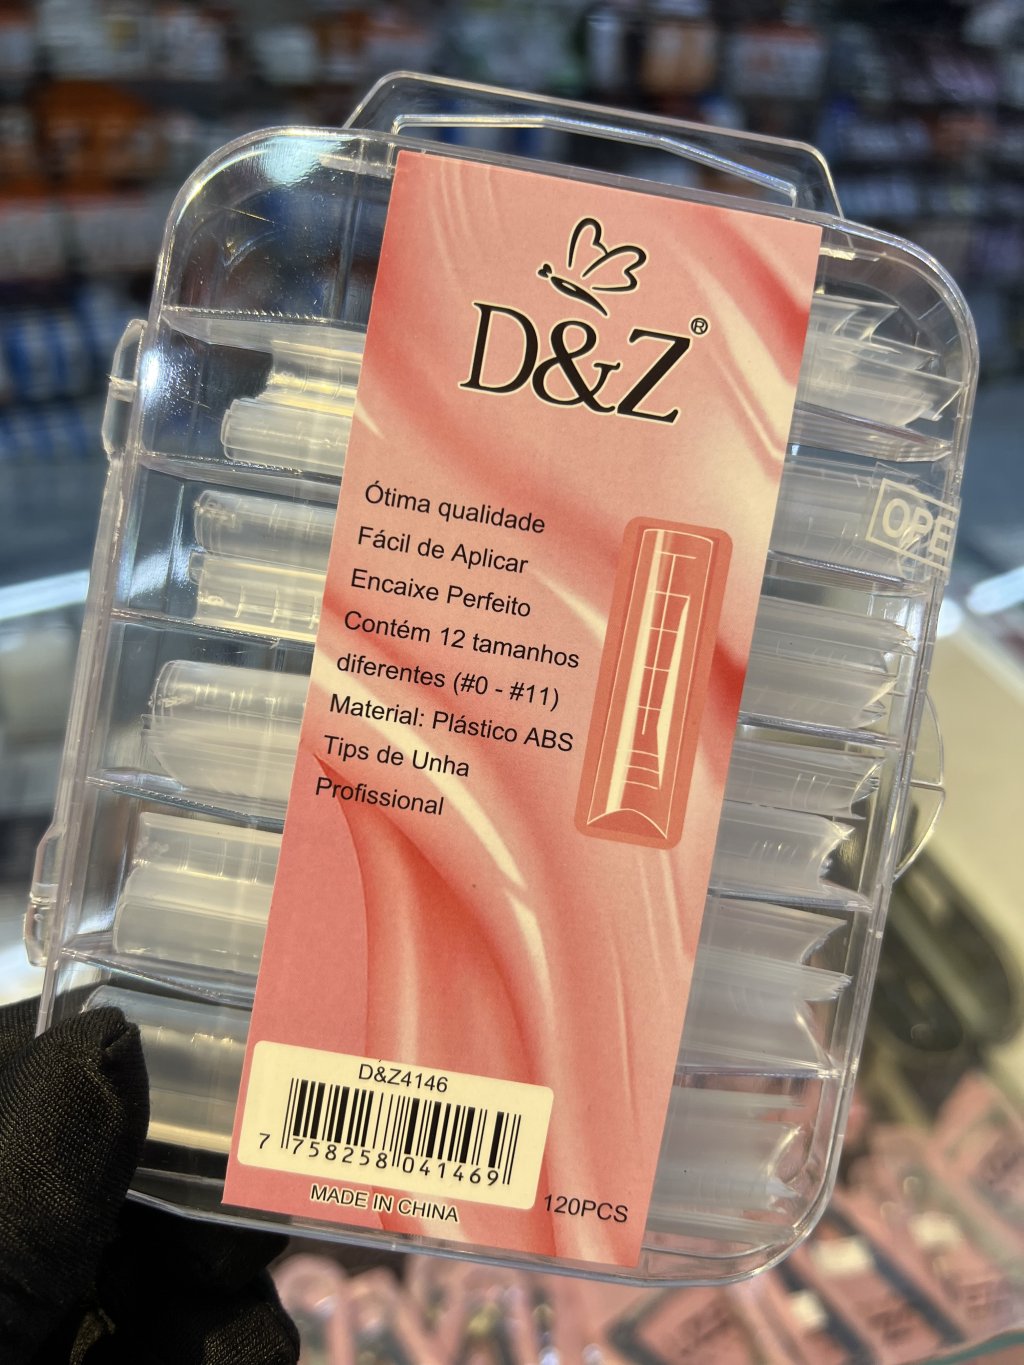 D&Z®
Ótima qualidade
Fácil de Aplicar
Encaixe Perfeito
Contém 12 tamanhos
diferentes (#0 - #11)
Material: Plástico ABS
Tips de Unha
Profissional
OPE
D&Z4146
7 758258 041469
MADE IN CHINA
120PCS